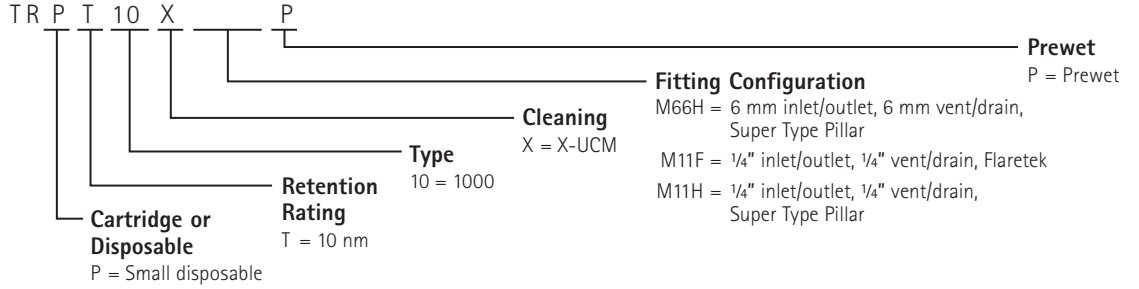 TR P T 10 X P
Prewet
P = Prewet
Fitting Configuration
M66H = 6 mm inlet/outlet, 6 mm vent/drain,
Super Type Pillar
M11F = 1/4" inlet/outlet, 1/4" vent/drain, Flaretek
M11H = 1/4" inlet/outlet, 1/4" vent/drain,
Super Type Pillar
Cleaning
X = X-UCM
Type
10 = 1000
Retention
Rating
T = 10 nm
Cartridge or
Disposable
P = Small disposable